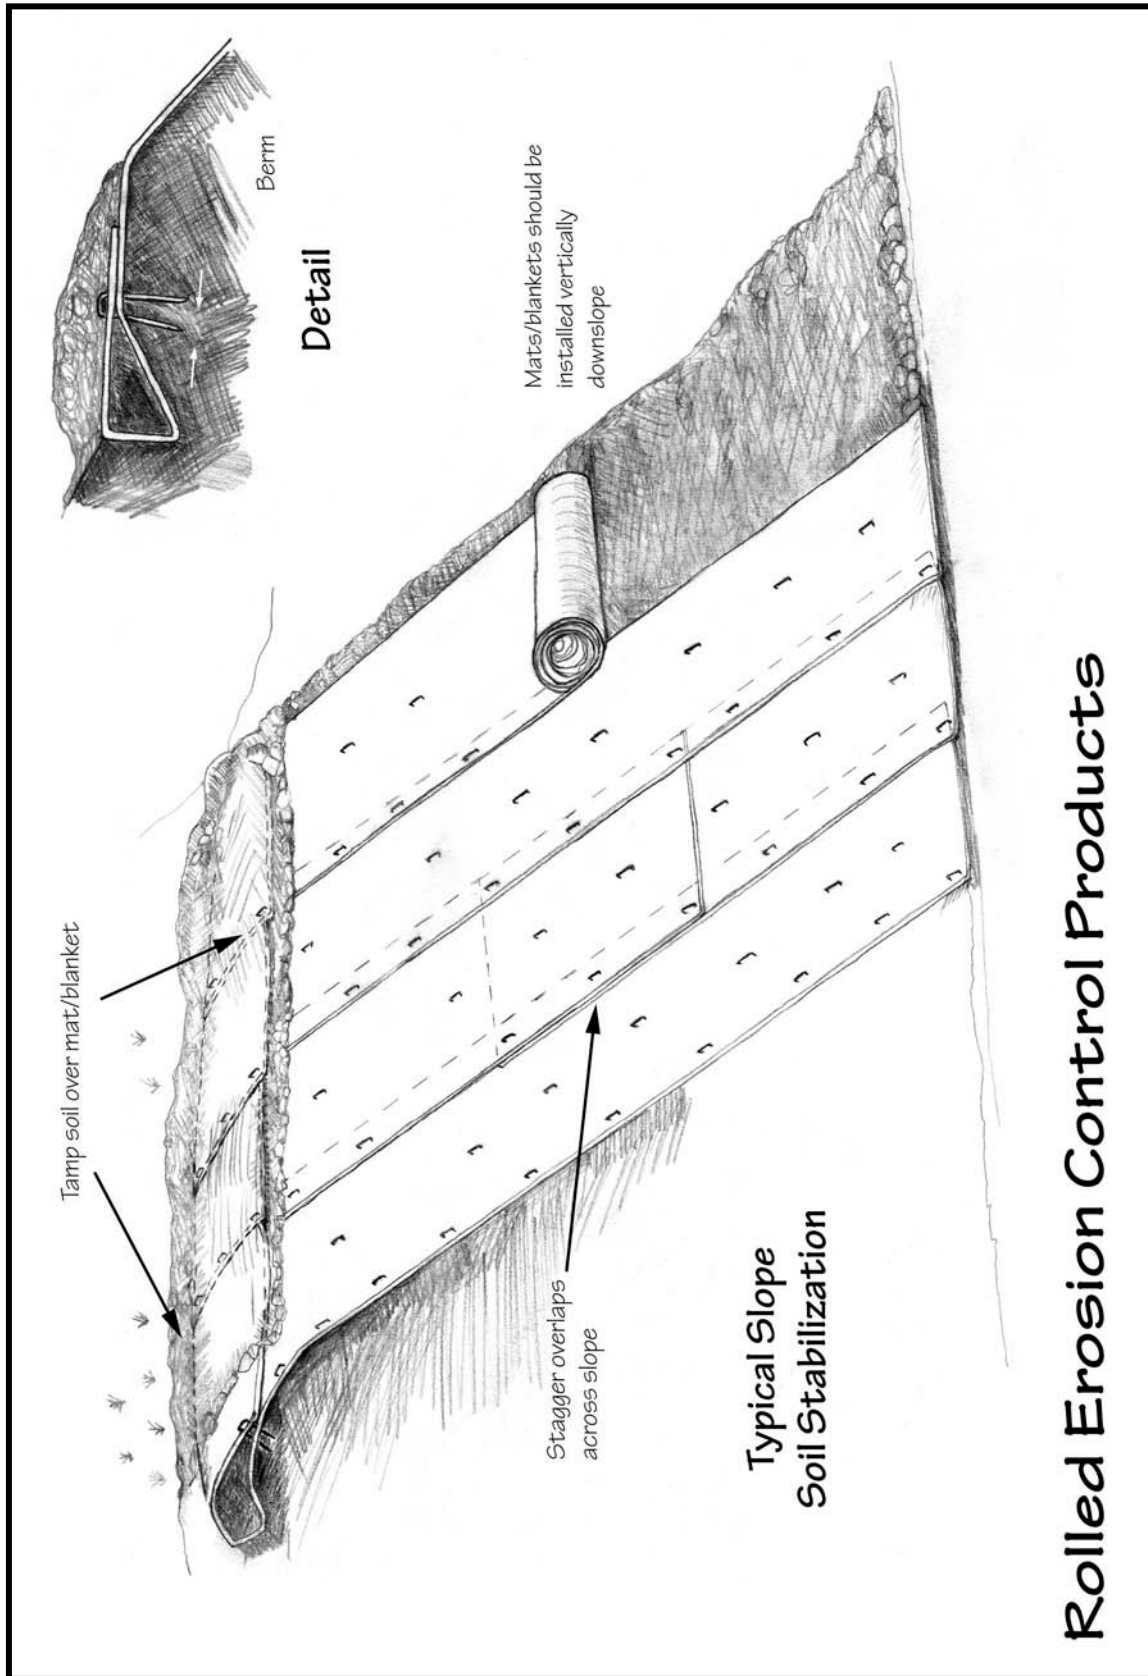 Tamp soil over mat/blanket
Berm
Detail
Mats/blankets should be
installed vertically
downslope
Stagger overlaps
across slope
Typical Slope
Soil Stabilization
Rolled Erosion Control Products